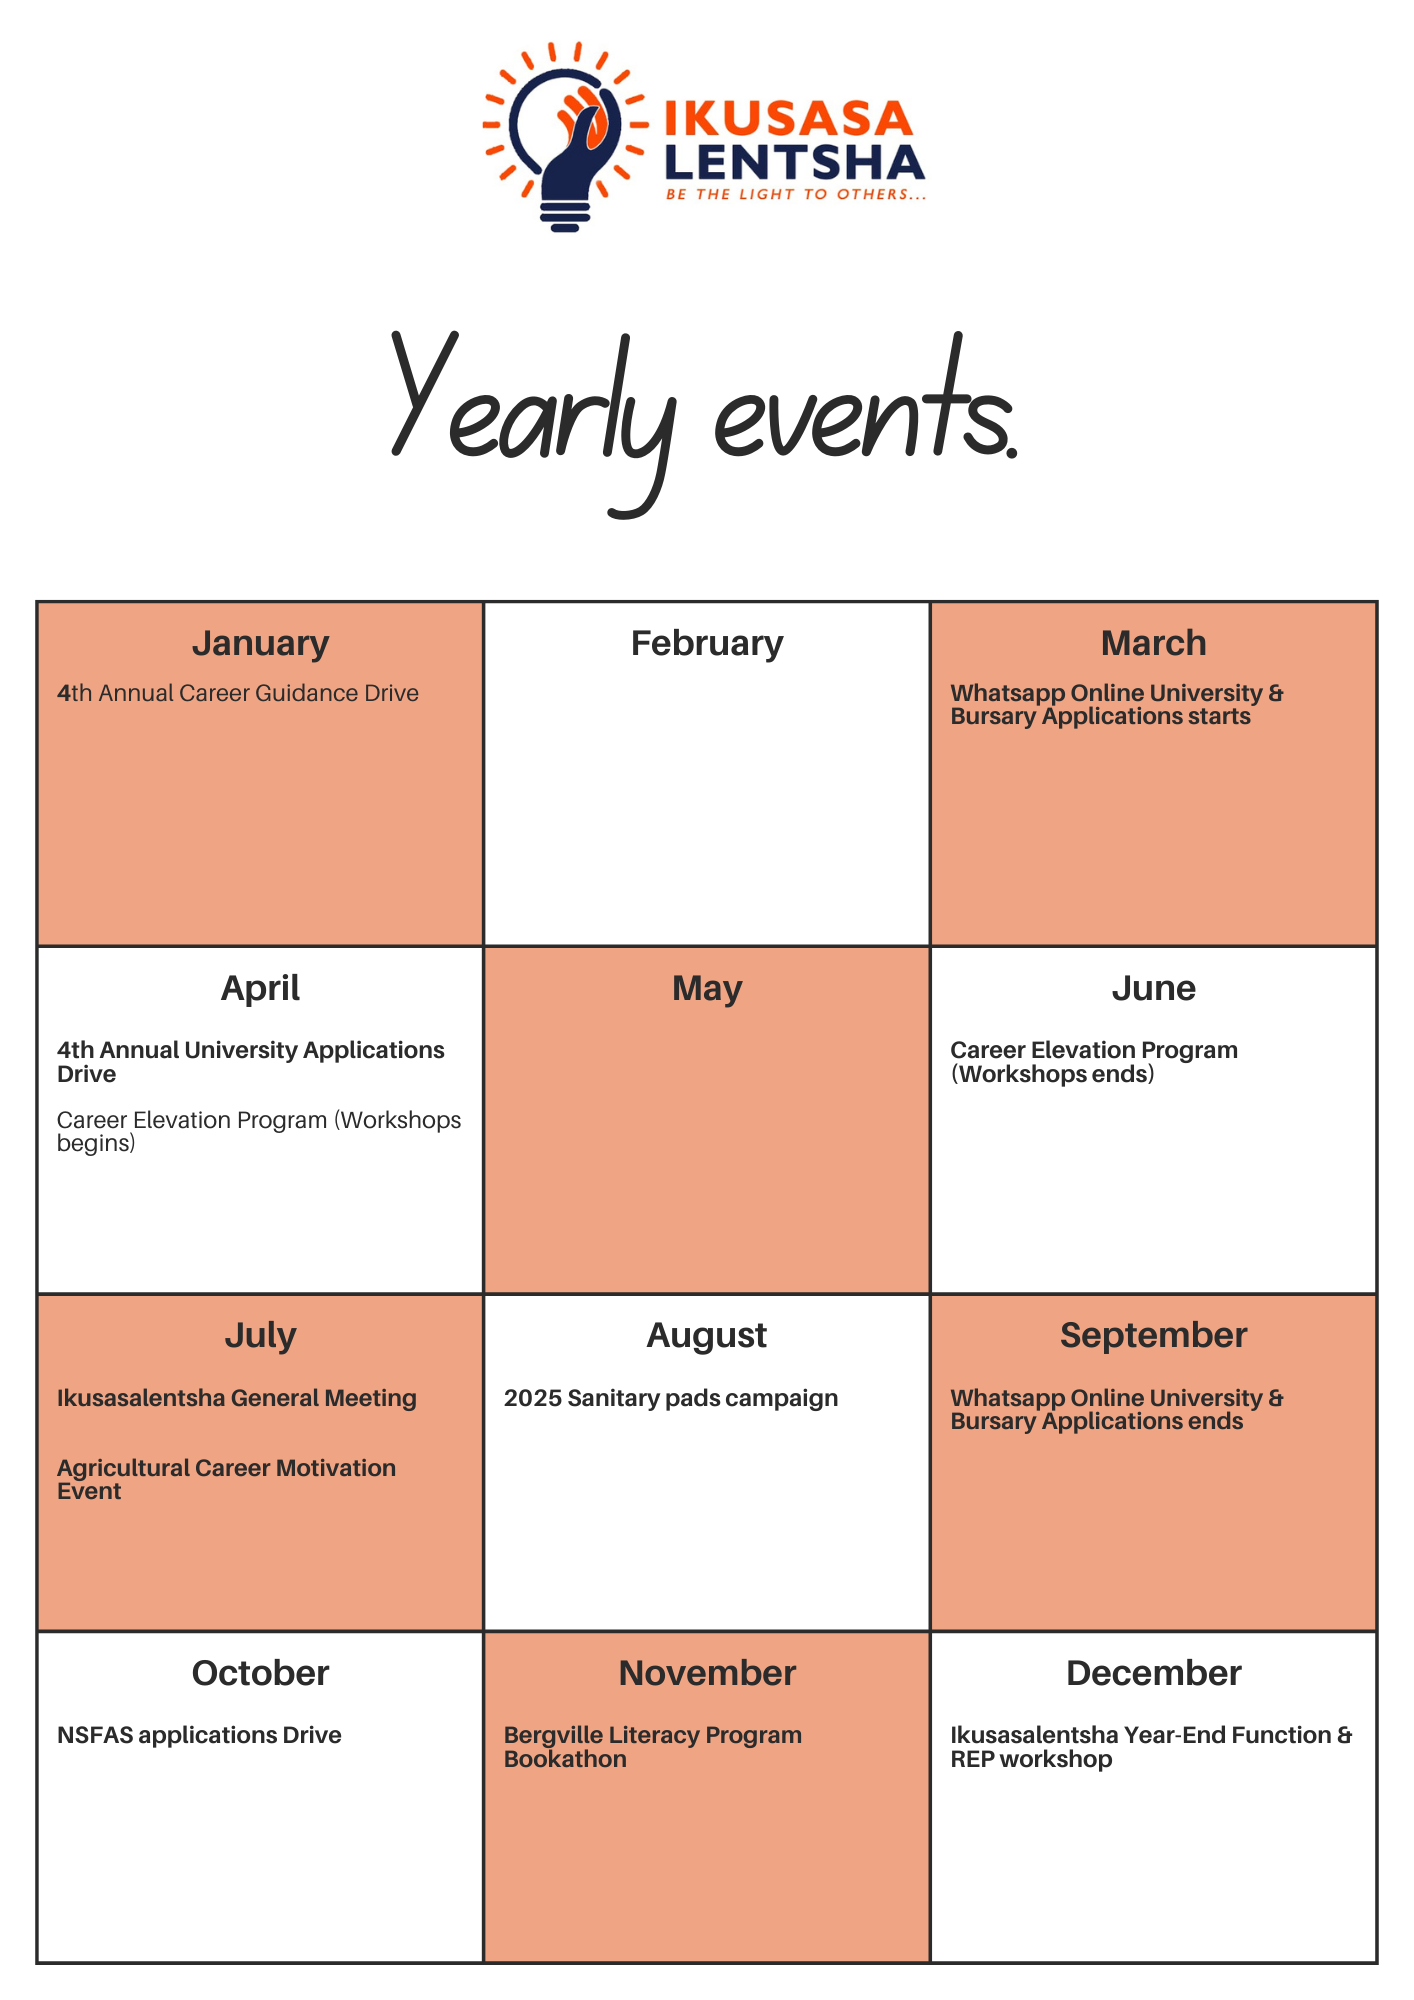 IKUSASA
LENTSHA
BE THE LIGHT TO OTHERS...
Yearly events.
January
4th Annual Career Guidance Drive
February
March
Whatsapp Online University &
Bursary Applications starts
April
4th Annual University Applications
Drive
Career Elevation Program (Workshops
begins)
May
June
Career Elevation Program
(Workshops ends)
July
Ikusasalentsha General Meeting
Agricultural Career Motivation
Event
August
2025 Sanitary pads campaign
September
Whatsapp Online University &
Bursary Applications ends
October
NSFAS applications Drive
November
Bergville Literacy Program
Bookathon
December
Ikusasalentsha Year-End Function &
REP workshop